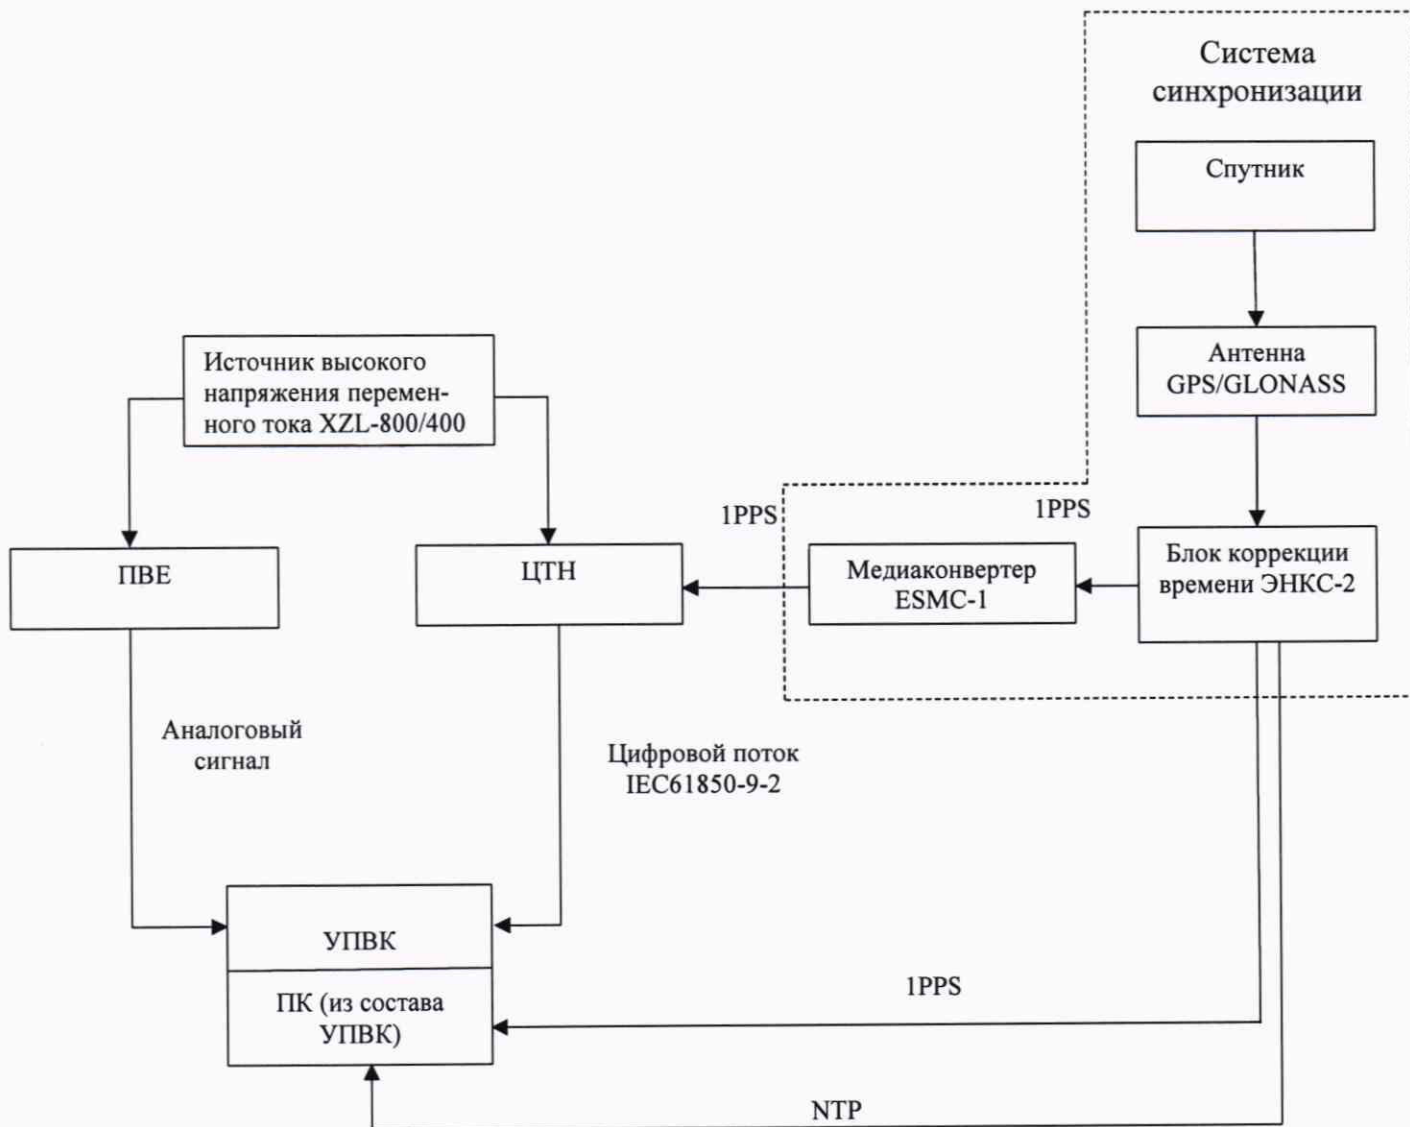 Система
синхронизации
Спутник
Антенна
GPS/GLONASS
Источник высокого
напряжения перемен-
ного тока XZL-800/400
1PPS
1PPS
ПВЕ
ЦТН
Медиаконвертер
ESMC-1
Блок коррекции
времени ЭНКС-2
Аналоговый
сигнал
Цифровой поток
IEC61850-9-2
УПВК
ПК (из состава
УПВК)
1PPS
NTP